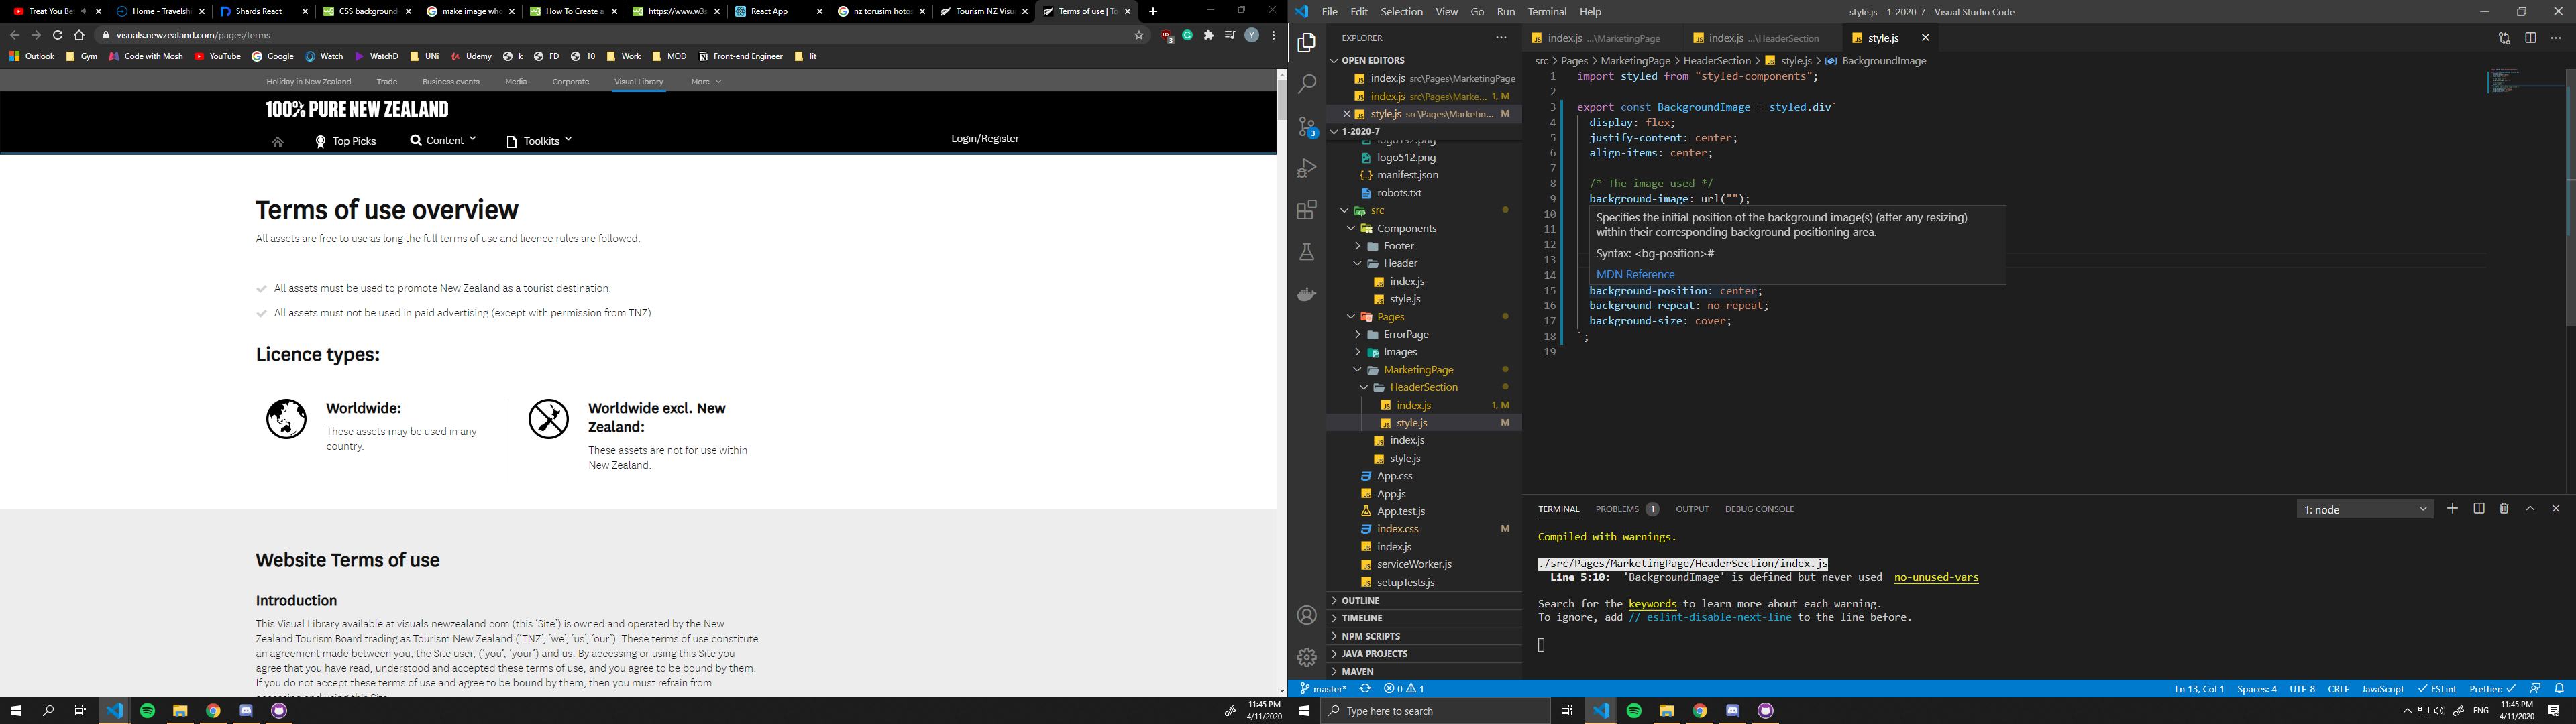 Treat You Be
Home - Travelshi
Shards React
CSS background
make image who
How To Create a
https://www.w3s
React App
nz torusim hotos
Tourism NZ Visu
Terms of use | To
visuals.newzealand.com/pages/terms
Outlook
Gym
Code with Mosh
YouTube
Google
Watch
WatchD
UNi
Udemy
k
FD
10
Work
MOD
Front-end Engineer
lit
Holiday in New Zealand
Trade
Business events
Media
Corporate
Visual Library
More
100% PURE NEW ZEALAND
Top Picks
Content
Toolkits
Login/Register
Terms of use overview
All assets are free to use as long the full terms of use and licence rules are followed.
All assets must be used to promote New Zealand as a tourist destination.
All assets must not be used in paid advertising (except with permission from TNZ)
Licence types:
Worldwide:
These assets may be used in any
country.
Worldwide excl. New
Zealand:
These assets are not for use within
New Zealand.
Website Terms of use
Introduction
This Visual Library available at visuals.newzealand.com (this 'Site') is owned and operated by the New
Zealand Tourism Board trading as Tourism New Zealand ('TNZ', 'we', 'us', 'our'). These terms of use constitute
an agreement made between you, the Site user, ('you', 'your') and us. By accessing or using this Site you
agree that you have read, understood and accepted these terms of use, and you agree to be bound by them.
If you do not accept these terms of use and agree to be bound by them, then you must refrain from
accessing and using this Site
11:45 PM
4/11/2020
File Edit Selection View Go Run Terminal Help
style.js - 1-2020-7 - Visual Studio Code
EXPLORER
OPEN EDITORS
index.js src\Pages\MarketingPage
index.js src\Pages\Marke... 1, M
style.js src\Pages\Marketin... M
1-2020-7
logo192.png
logo512.png
manifest.json
robots.txt
src
Components
Footer
Header
index.js
style.js
Pages
ErrorPage
Images
MarketingPage
HeaderSection
index.js 1, M
style.js M
index.js
style.js
App.css
App.js
App.test.js
index.css M
index.js
serviceWorker.js
setupTests.js
OUTLINE
TIMELINE
NPM SCRIPTS
JAVA PROJECTS
MAVEN
3
index.js ...\MarketingPage
index.js ...\HeaderSection
style.js
src > Pages > MarketingPage > HeaderSection > style.js > BackgroundImage
1 import styled from "styled-components";
2
3 export const BackgroundImage = styled.div`
4 display: flex;
5 justify-content: center;
6 align-items: center;
7
8 /* The image used */
9 background-image: url("");
10
11
12
13
14
Specifies the initial position of the background image(s) (after any resizing)
within their corresponding background positioning area.
Syntax: <bg-position>#
MDN Reference
15 background-position: center;
16 background-repeat: no-repeat;
17 background-size: cover;
18 `;
19
TERMINAL PROBLEMS 1 OUTPUT DEBUG CONSOLE
1: node
Compiled with warnings.
./src/Pages/MarketingPage/HeaderSection/index.js
Line 5:10: 'BackgroundImage' is defined but never used no-unused-vars
Search for the keywords to learn more about each warning.
To ignore, add // eslint-disable-next-line to the line before.
master*
0 1
Ln 13, Col 1
Spaces: 4
UTF-8
CRLF
JavaScript
ESLint
Prettier:
Type here to search
ENG
11:45 PM
4/11/2020